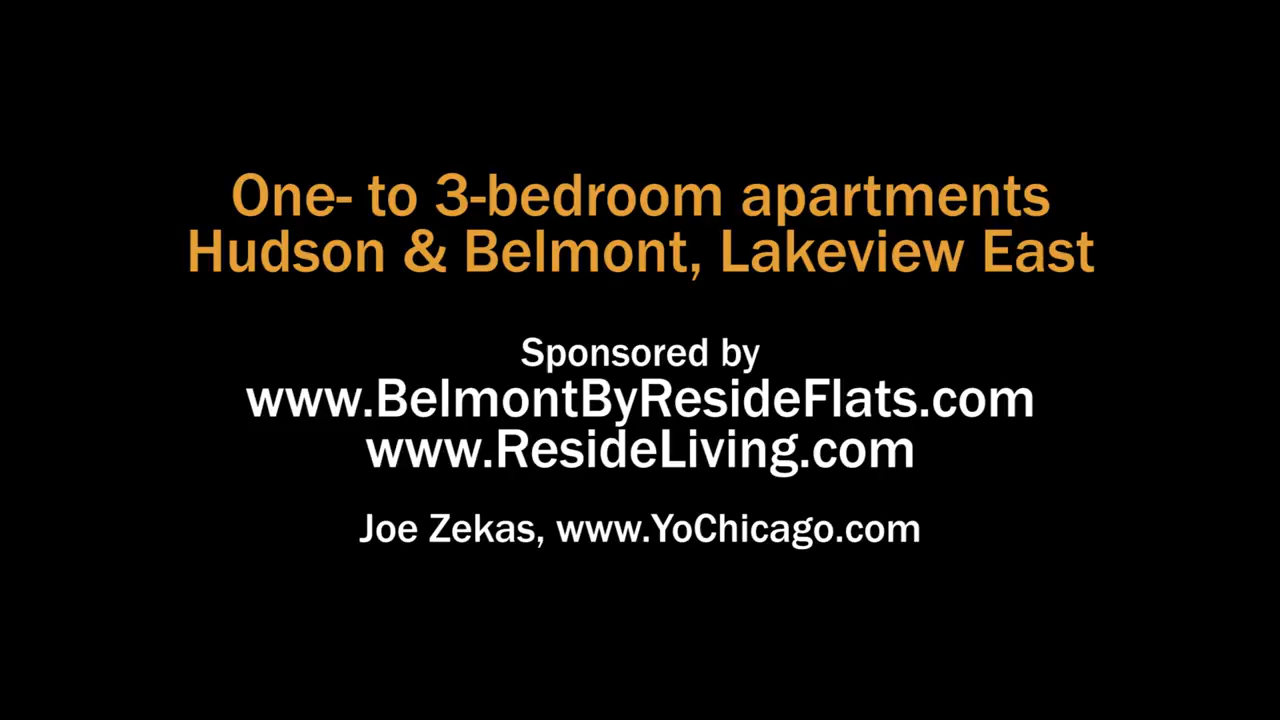 One- to 3-bedroom apartments
Hudson & Belmont, Lakeview East
Sponsored by
www.BelmontByResideFlats.com
www.ResideLiving.com
Joe Zekas, www.YoChicago.com